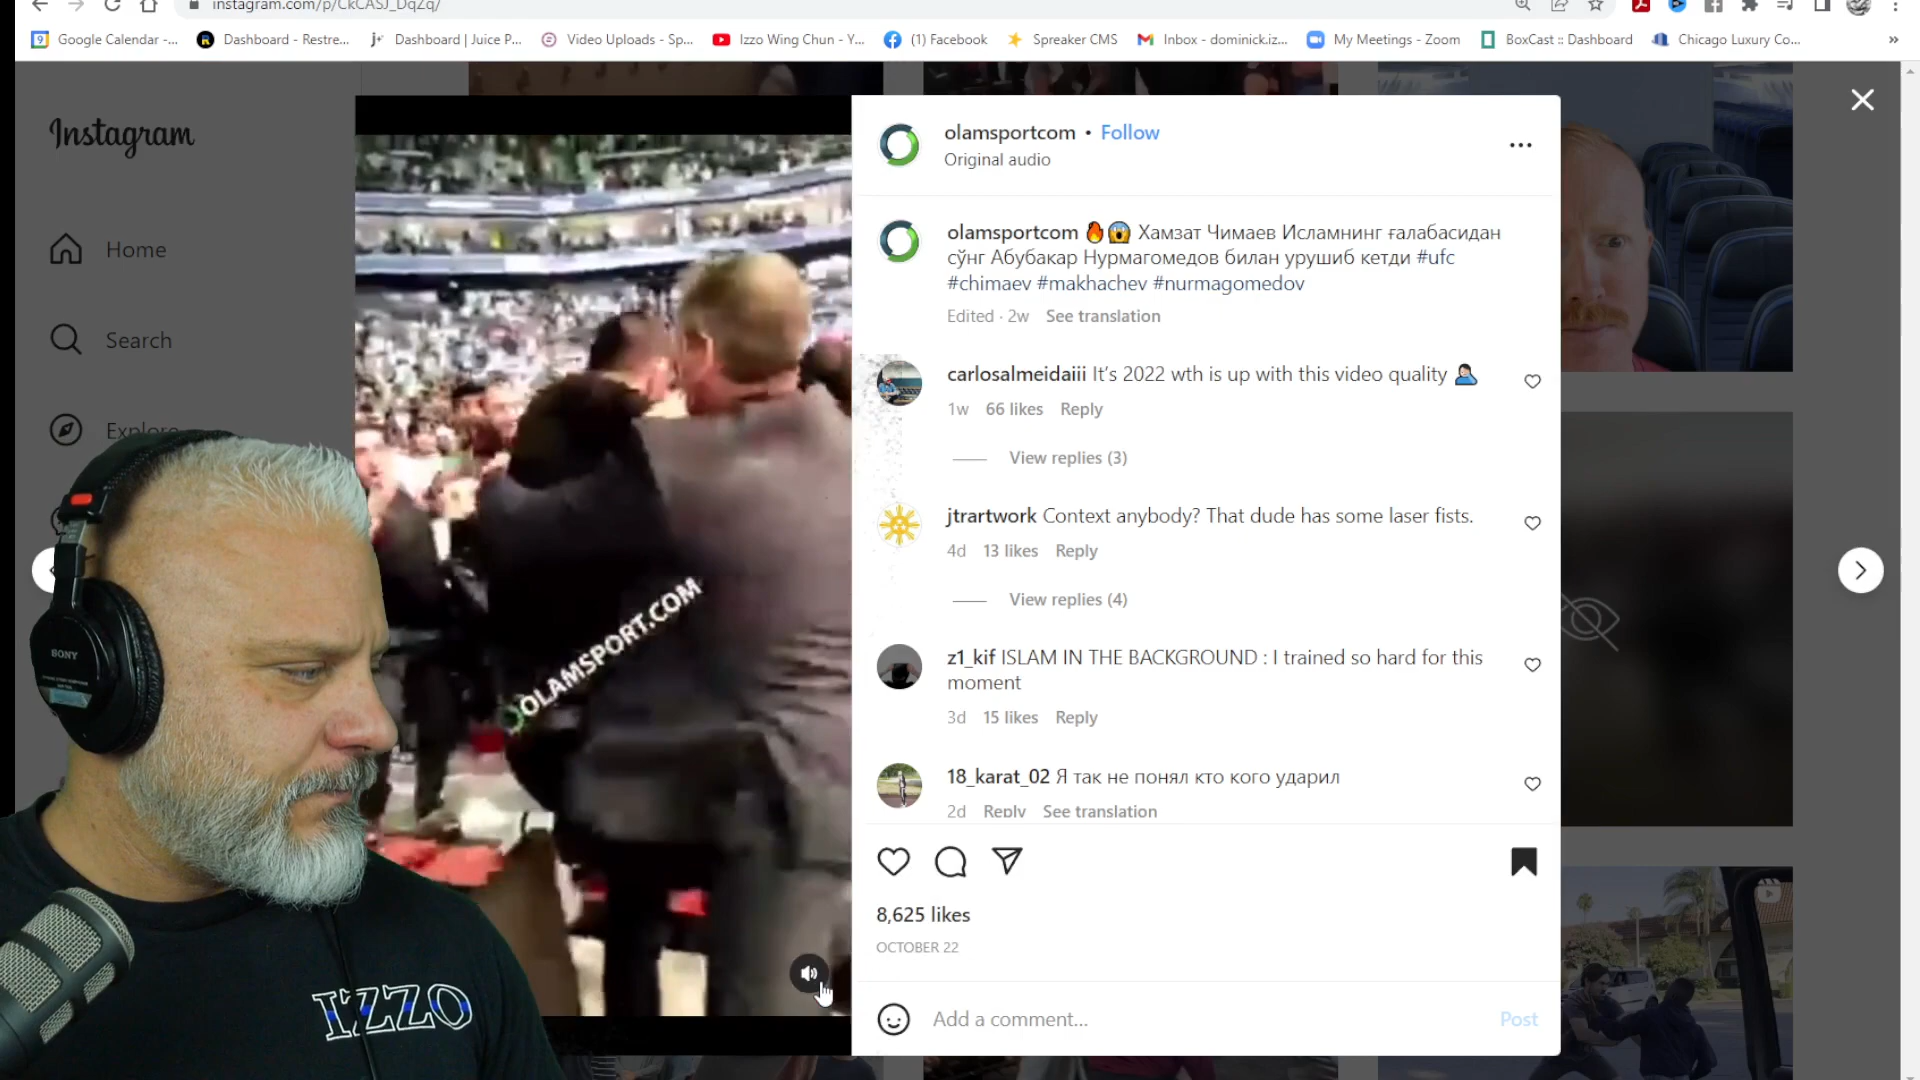 instagram.com/p/CkCASJ_DqZq/
Google Calendar -...
Dashboard - Restre...
Dashboard | Juice P...
Video Uploads - Sp...
Izzo Wing Chun - Y...
(1) Facebook
Spreaker CMS
Inbox - dominick.iz...
My Meetings - Zoom
BoxCast :: Dashboard
Chicago Luxury Co...
Instagram
Home
Search
Explore
SONY
IZZO
OLAMSPORT.COM
olamsportcom • Follow
Original audio
olamsportcom 🔥😱 Хамзат Чимаев Исламнинг ғалабасидан
сўнг Абубакар Нурмагомедов билан урушиб кетди #ufc
#chimaev #makhachev #nurmagomedov
Edited · 2w See translation
carlosalmeidaiii It's 2022 wth is up with this video quality 🤦🏻‍♂️
1w 66 likes Reply
View replies (3)
jtrartwork Context anybody? That dude has some laser fists.
4d 13 likes Reply
View replies (4)
z1_kif ISLAM IN THE BACKGROUND : I trained so hard for this
moment
3d 15 likes Reply
18_karat_02 Я так не понял кто кого ударил
2d Reply See translation
8,625 likes
OCTOBER 22
Add a comment...
Post